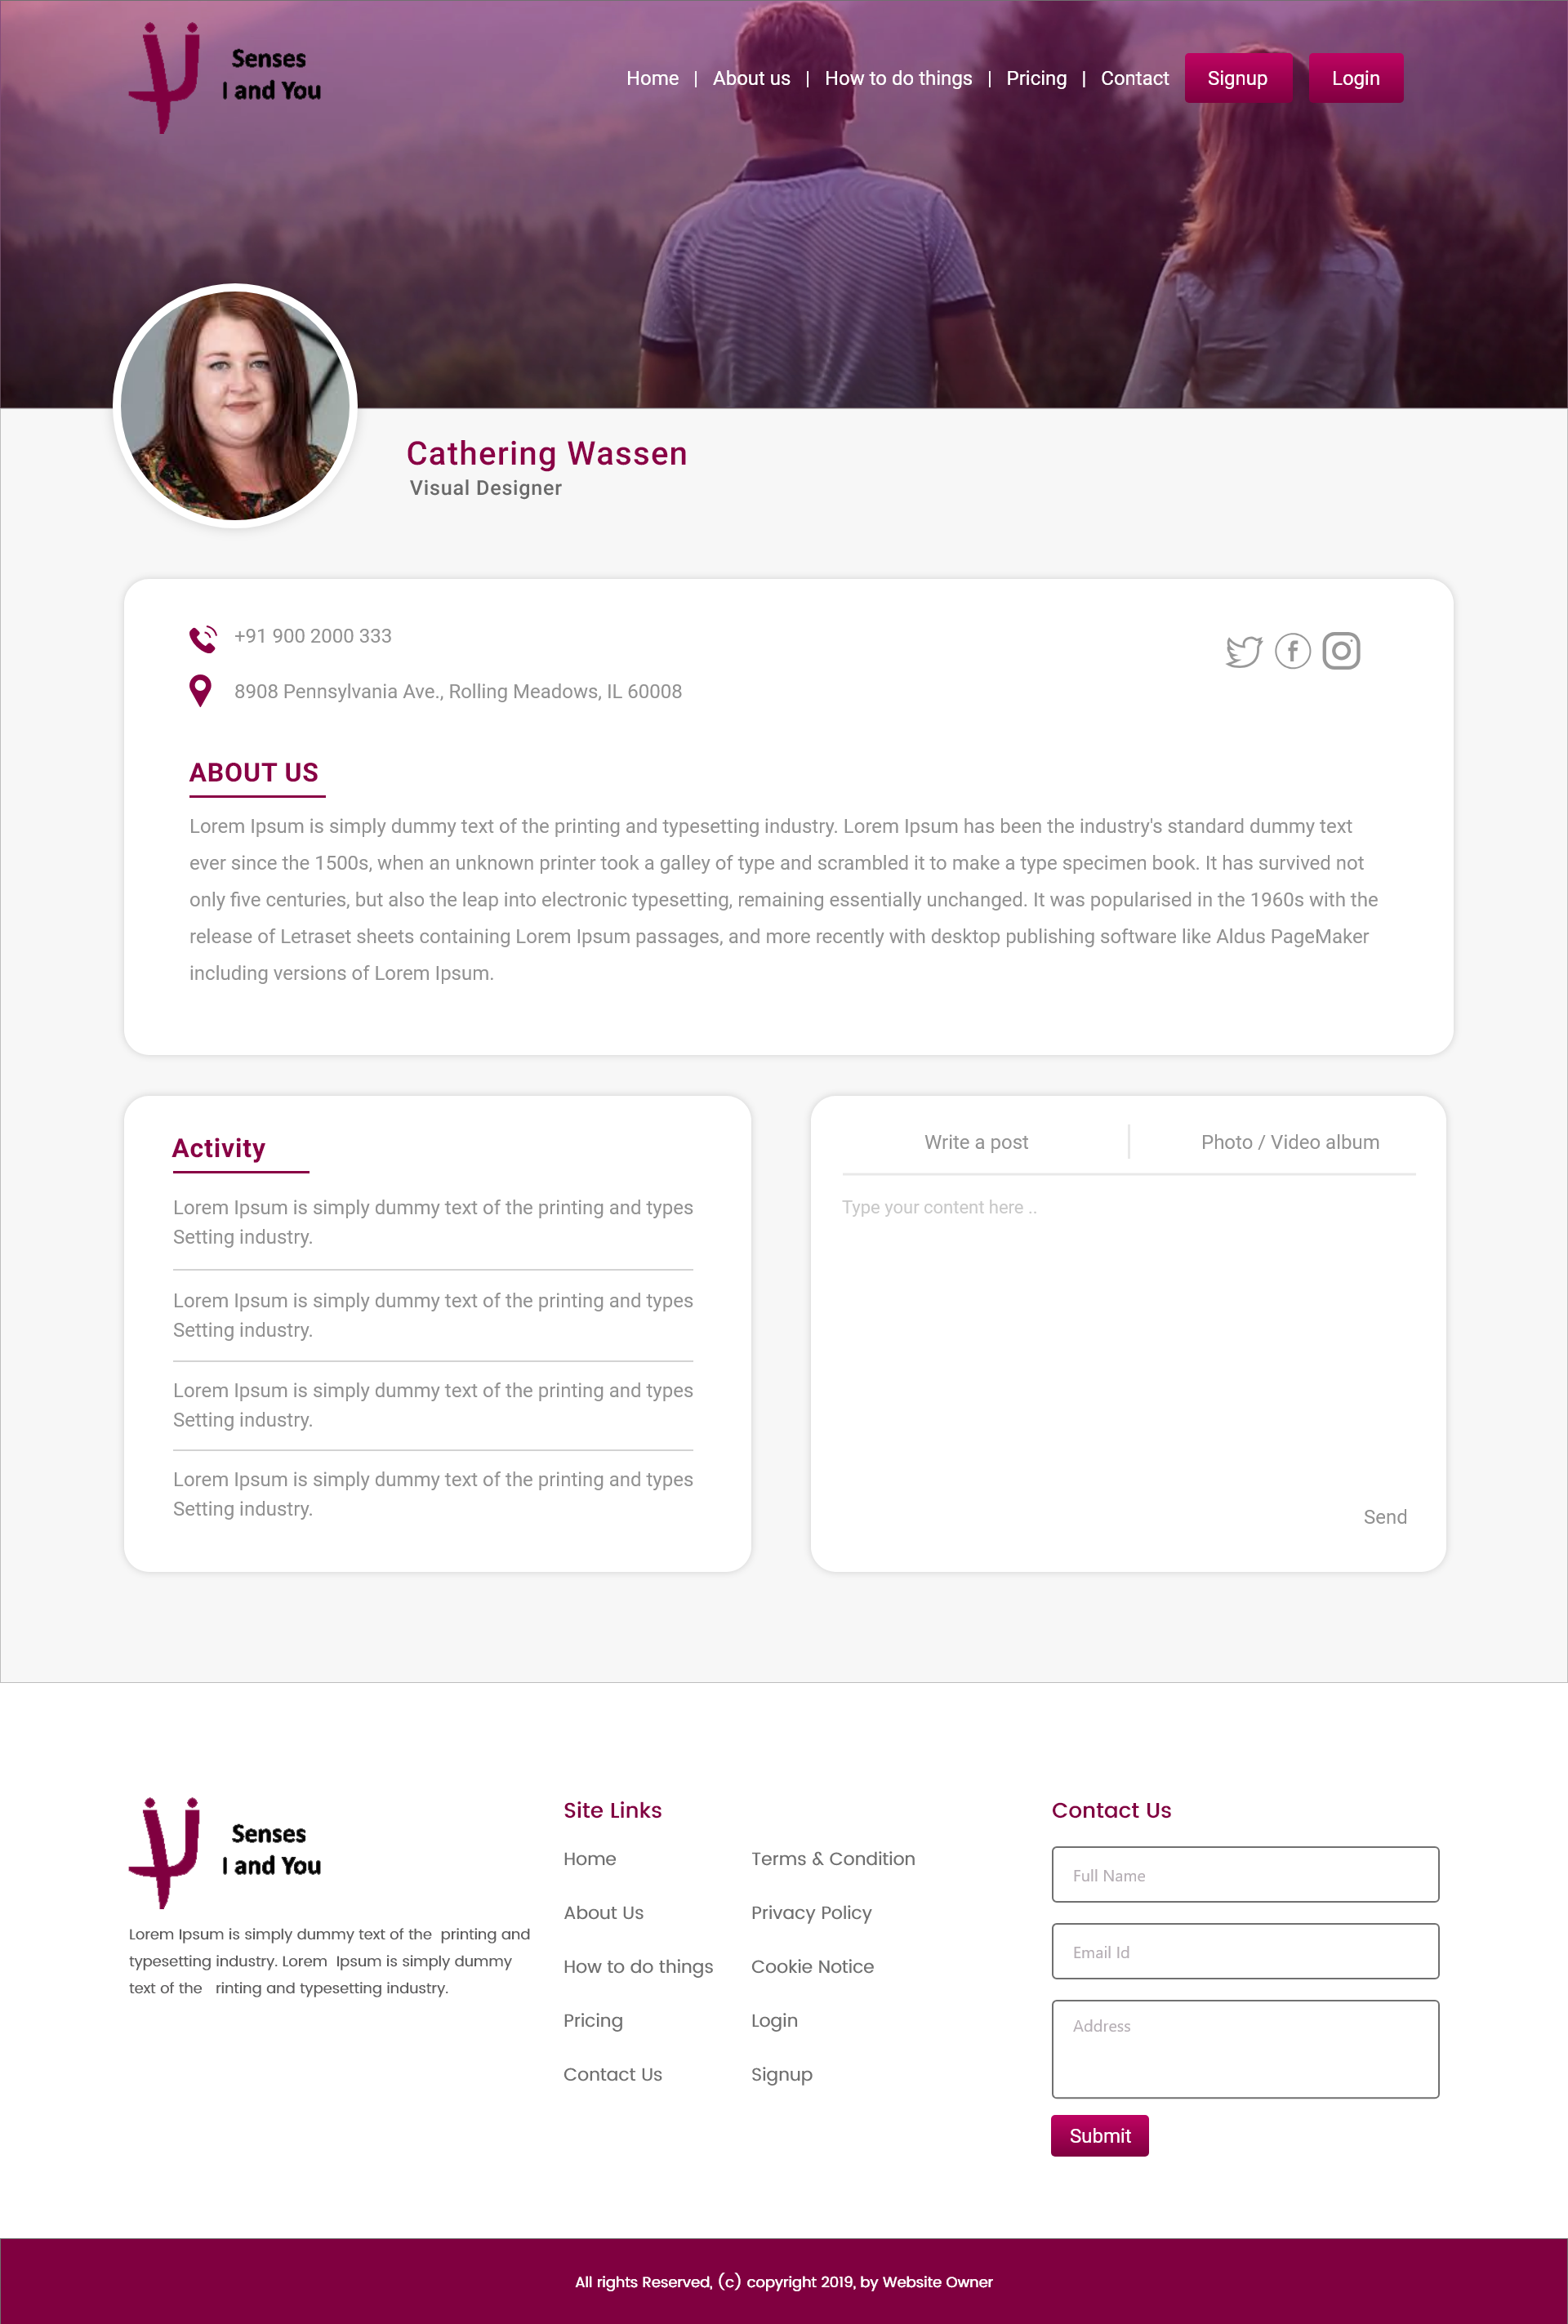 Senses
I and You
Home | About us | How to do things | Pricing | Contact Signup Login
Cathering Wassen
Visual Designer
+91 900 2000 333
8908 Pennsylvania Ave., Rolling Meadows, IL 60008
ABOUT US
Lorem Ipsum is simply dummy text of the printing and typesetting industry. Lorem Ipsum has been the industry's standard dummy text
ever since the 1500s, when an unknown printer took a galley of type and scrambled it to make a type specimen book. It has survived not
only five centuries, but also the leap into electronic typesetting, remaining essentially unchanged. It was popularised in the 1960s with the
release of Letraset sheets containing Lorem Ipsum passages, and more recently with desktop publishing software like Aldus PageMaker
including versions of Lorem Ipsum.
Activity
Lorem Ipsum is simply dummy text of the printing and types
Setting industry.
Lorem Ipsum is simply dummy text of the printing and types
Setting industry.
Lorem Ipsum is simply dummy text of the printing and types
Setting industry.
Lorem Ipsum is simply dummy text of the printing and types
Setting industry.
Write a post
Photo / Video album
Type your content here ..
Send
Senses
I and You
Lorem Ipsum is simply dummy text of the printing and
typesetting industry. Lorem Ipsum is simply dummy
text of the rinting and typesetting industry.
Site Links
Home
About Us
How to do things
Pricing
Contact Us
Terms & Condition
Privacy Policy
Cookie Notice
Login
Signup
Contact Us
Full Name
Email Id
Address
Submit
All rights Reserved, (c) copyright 2019, by Website Owner